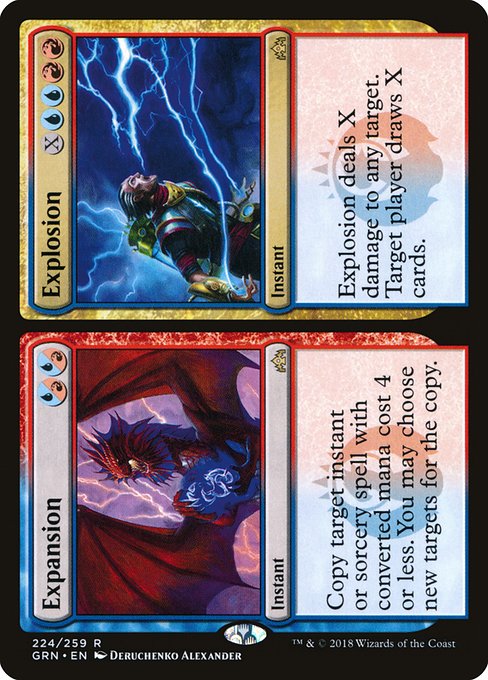 Expansion
Instant
Copy target instant
or sorcery spell with
converted mana cost 4
or less. You may choose
new targets for the copy.
Explosion
X
Instant
Explosion deals X
damage to any target.
Target player draws X
cards.
224/259 R
GRN • EN Deruchenko Alexander
™ & © 2018 Wizards of the Coast